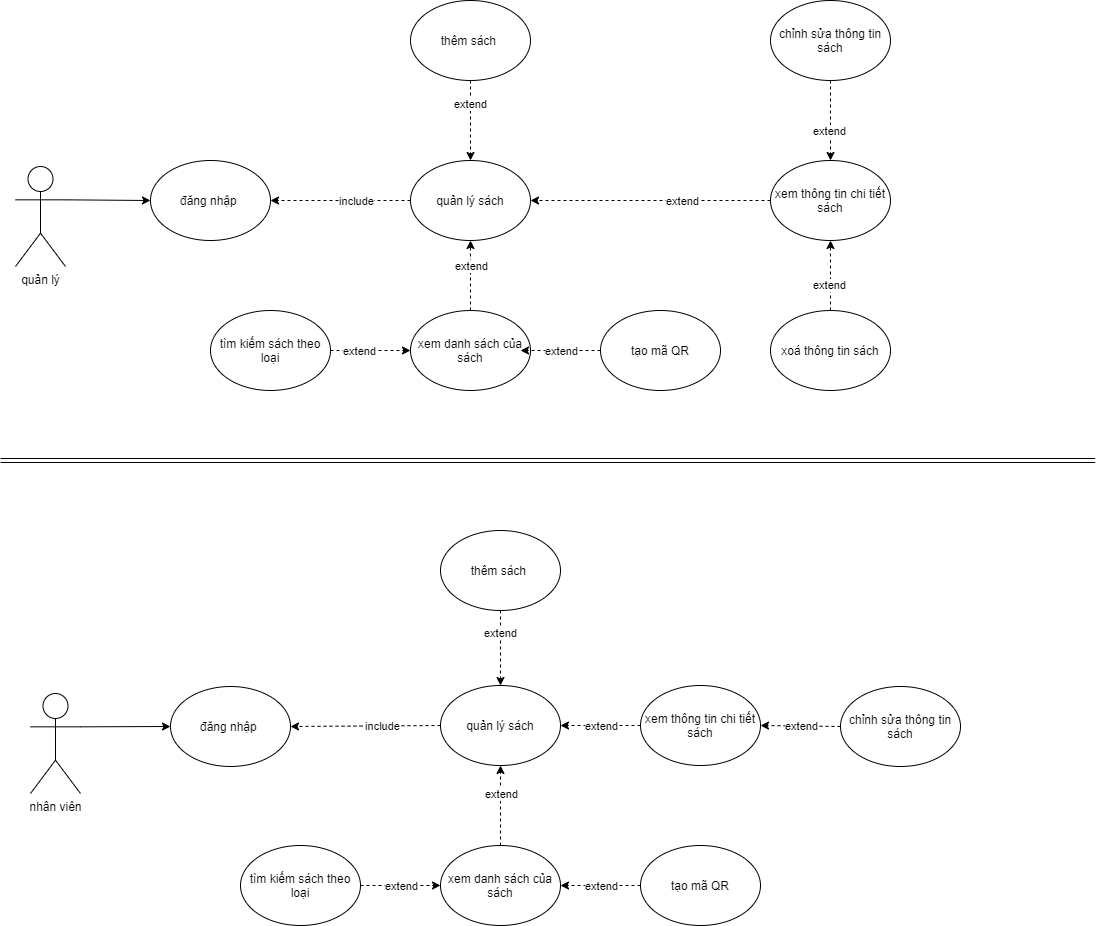 thêm sách
chỉnh sửa thông tin
sách
extend
extend
đăng nhập
include
quản lý sách
extend
xem thông tin chi tiết
sách
quản lý
extend
extend
tìm kiếm sách theo
loại
extend
xem danh sách của
sách
extend
tạo mã QR
xoá thông tin sách
thêm sách
extend
đăng nhập
include
quản lý sách
extend
xem thông tin chi tiết
sách
extend
chỉnh sửa thông tin
sách
nhân viên
extend
tìm kiếm sách theo
loại
extend
xem danh sách của
sách
extend
tạo mã QR